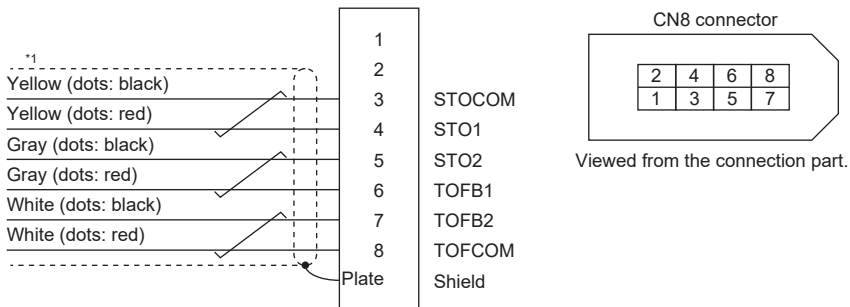 CN8 connector
*1
Yellow (dots: black)
Yellow (dots: red)
Gray (dots: black)
Gray (dots: red)
White (dots: black)
White (dots: red)
1
2
3 STOCOM
4 STO1
5 STO2
6 TOFB1
7 TOFB2
8 TOFCOM
Plate Shield
2 4 6 8
1 3 5 7
Viewed from the connection part.